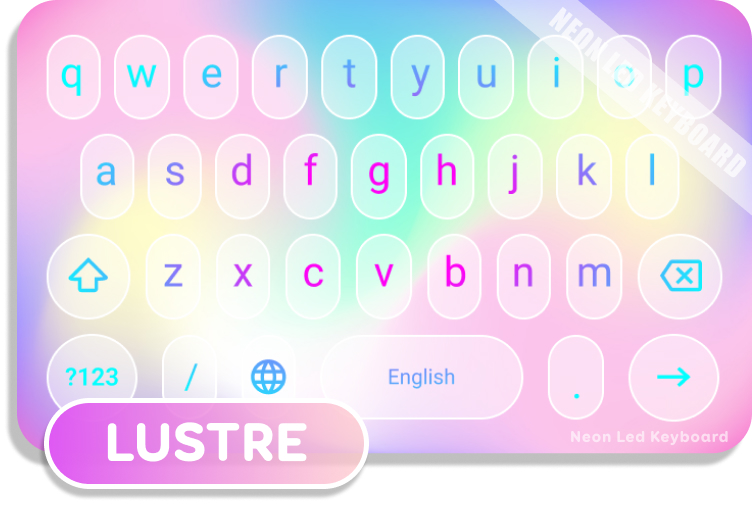 NEON LED KEYBOARD
q w e r t y u i o p
a s d f g h j k l
z x c v b n m
?123 / English .
LUSTRE
Neon Led Keyboard